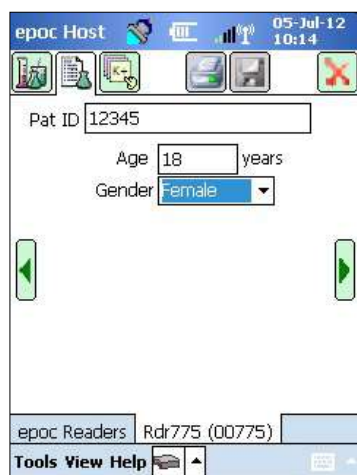 epoc Host 05-Jul-12
10:14
K+
Pat ID 12345
Age 18 years
Gender Female
epoc Readers Rdr775 (00775)
Tools View Help